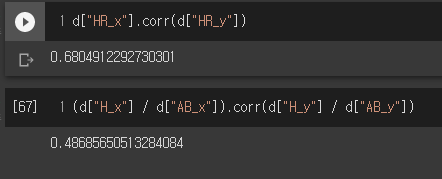 1 d["HR_x"].corr(d["HR_y"])
0.6804912292730301
[67] 1 (d["H_x"] / d["AB_x"]).corr(d["H_y"] / d["AB_y"])
0.48685650513284084